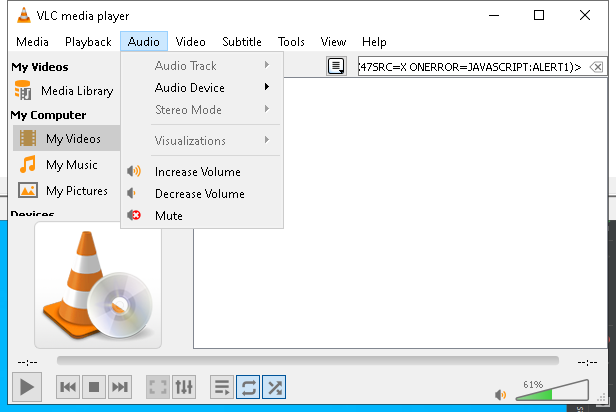 VLC media player
Media Playback Audio Video Subtitle Tools View Help
My Videos
Media Library
My Computer
My Videos
My Music
My Pictures
Devices
Audio Track
Audio Device
Stereo Mode
Visualizations
Increase Volume
Decrease Volume
Mute
47SRC=X ONERROR=JAVASCRIPT:ALERT1)>
--:--
--:--
61%